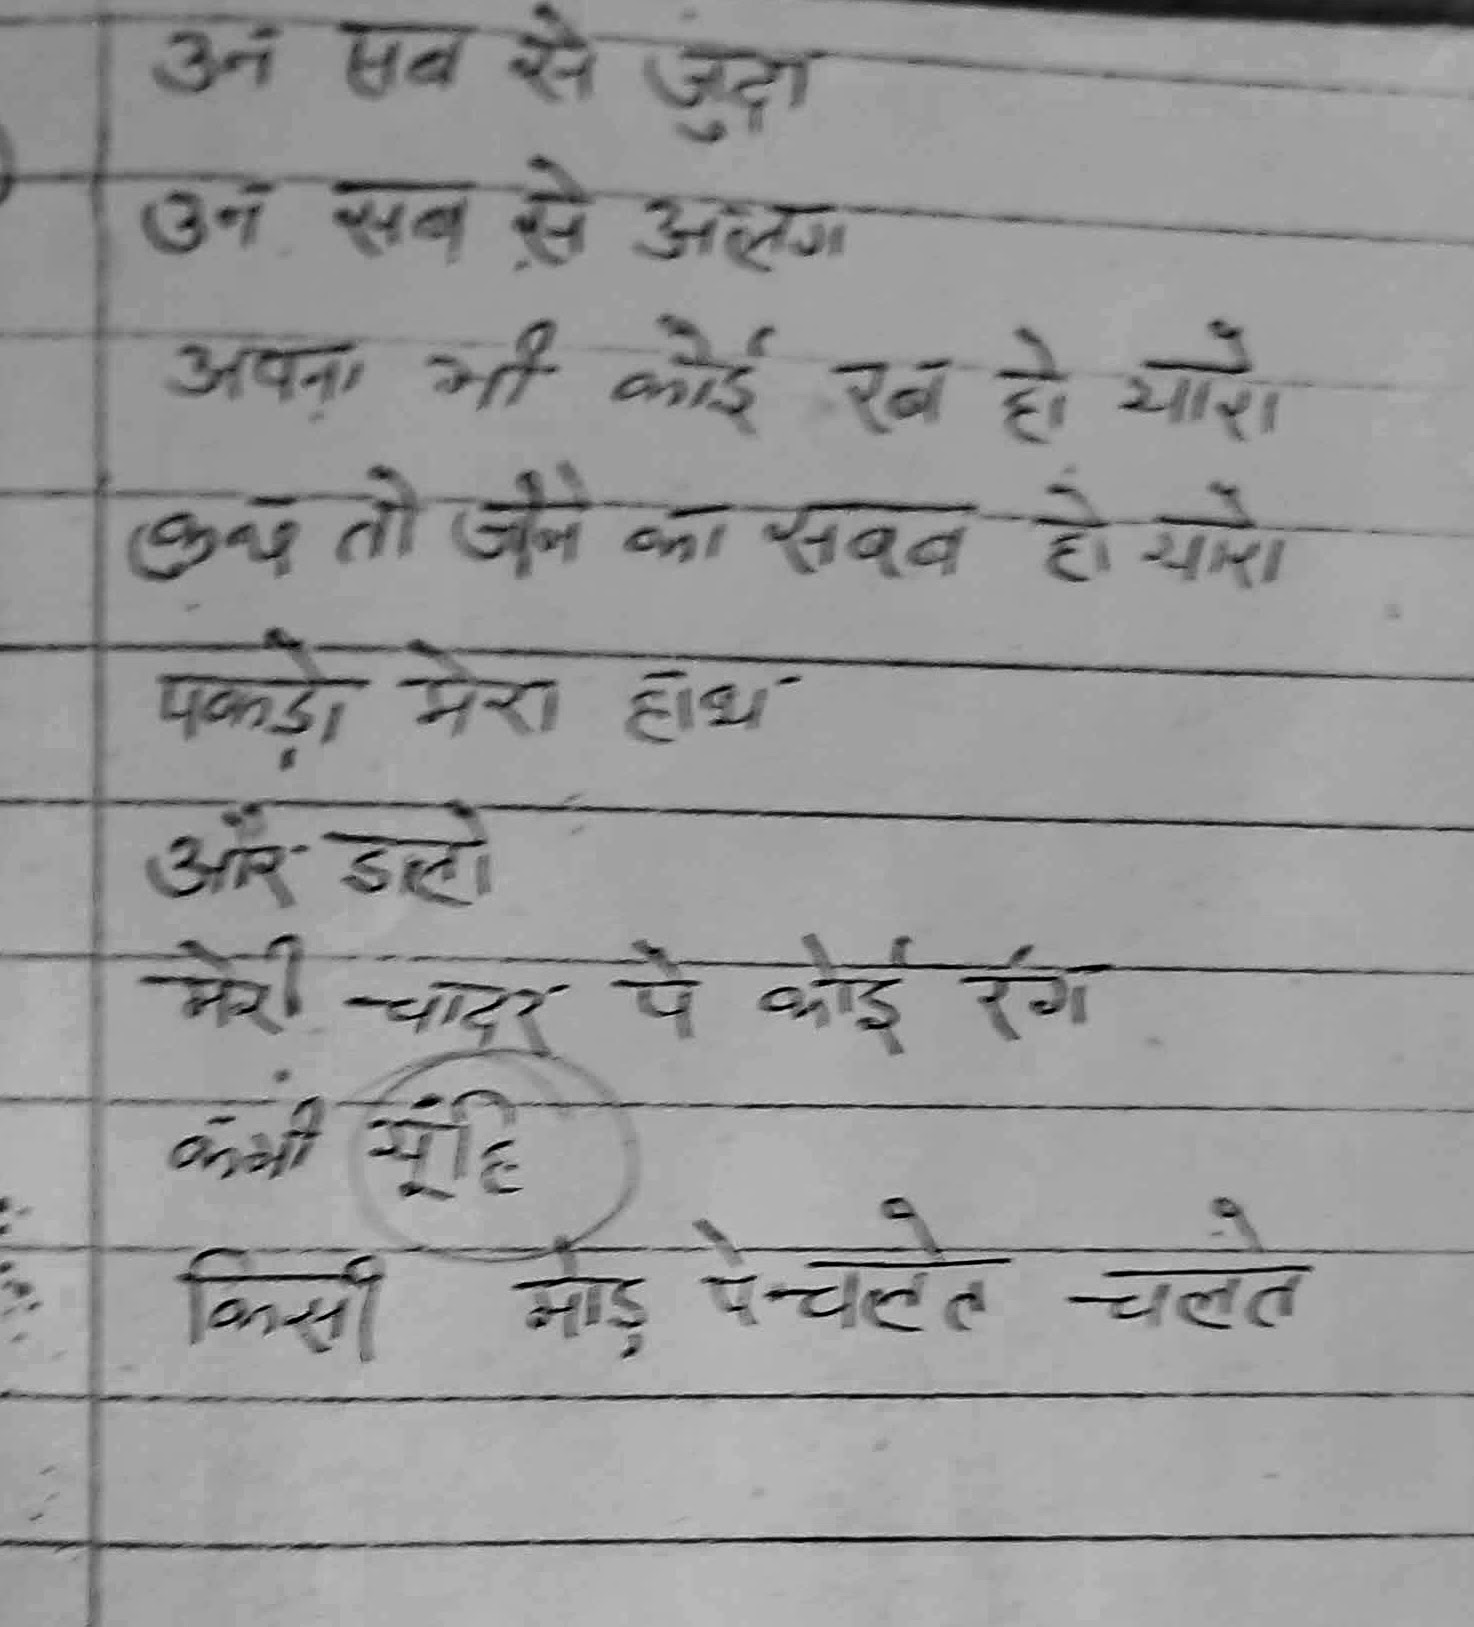 उन सब से जुदा
उन सब से अलग
अपना भी कोई रब हो यारो
कुछ तो जीने का सबब हो यारो
पकड़ो मेरा हाथ
और डालो
मेरी चादर पे कोई रंग
कभी यूंहि
किसी मोड़ पे चलते चलते